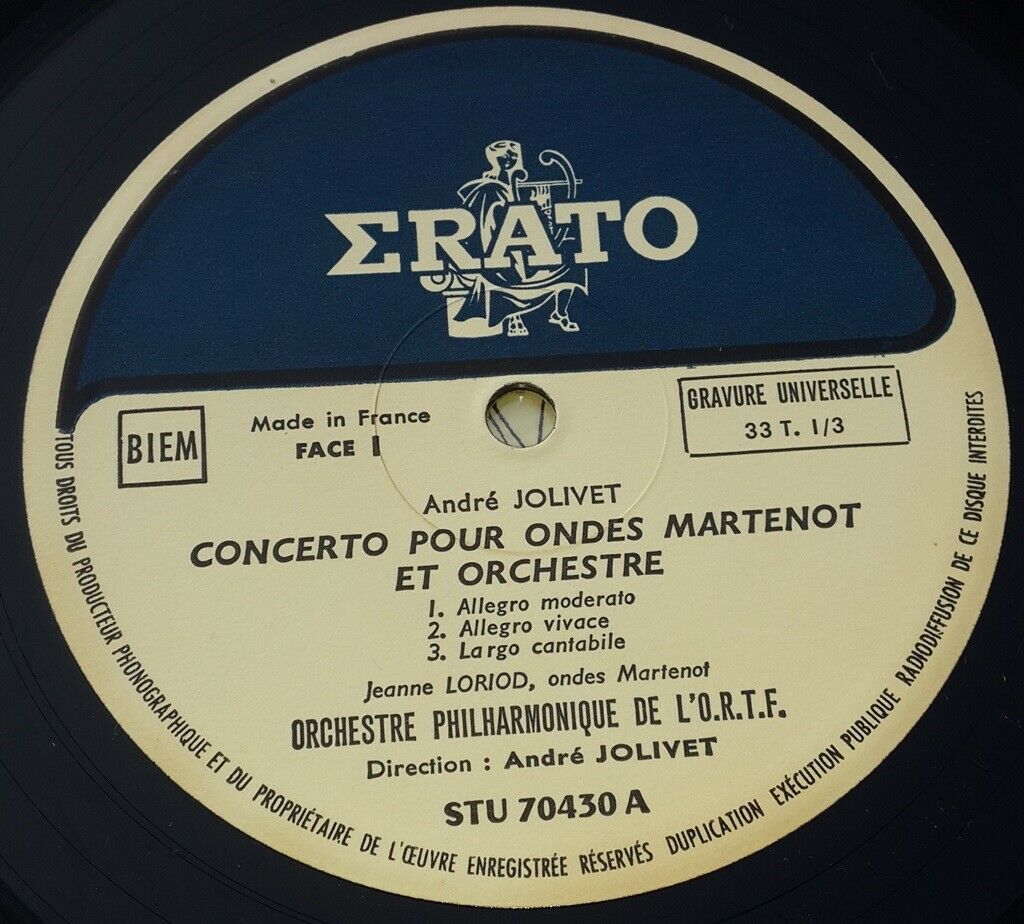 ΣRATO
BIEM
Made in France
FACE I
GRAVURE UNIVERSELLE
33 T. 1/3
André JOLIVET
CONCERTO POUR ONDES MARTENOT
ET ORCHESTRE
1. Allegro moderato
2. Allegro vivace
3. Largo cantabile
Jeanne LORIOD, ondes Martenot
ORCHESTRE PHILHARMONIQUE DE L'O.R.T.F.
Direction : André JOLIVET
STU 70430 A
TOUS DROITS DU PRODUCTEUR PHONOGRAPHIQUE ET DU PROPRIÉTAIRE DE L'ŒUVRE ENREGISTRÉE RÉSERVÉS DUPLICATION EXÉCUTION PUBLIQUE RADIODIFFUSION DE CE DISQUE INTERDITES